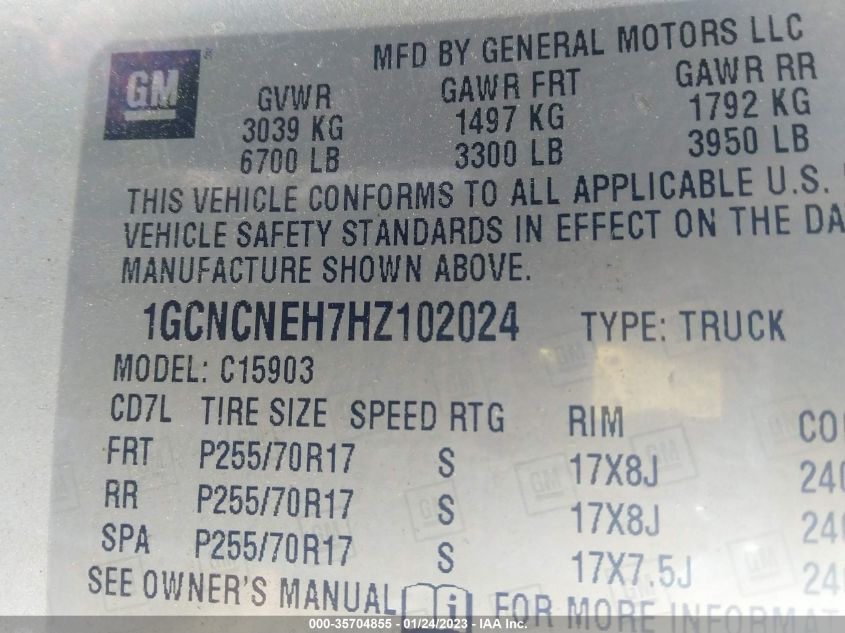 MFD BY GENERAL MOTORS LLC
GM
GVWR GAWR FRT GAWR RR
3039 KG 1497 KG 1792 KG
6700 LB 3300 LB 3950 LB
THIS VEHICLE CONFORMS TO ALL APPLICABLE U.S.
VEHICLE SAFETY STANDARDS IN EFFECT ON THE DA
MANUFACTURE SHOWN ABOVE.
1GCNCNEH7HZ102024 TYPE: TRUCK
MODEL: C15903
CD7L TIRE SIZE SPEED RTG RIM CO
FRT P255/70R17 S 17X8J 240
RR P255/70R17 S 17X8J 240
SPA P255/70R17 S 17X7.5J 240
SEE OWNER'S MANUAL i FOR MORE INFORMAT
000-35704855 - 01/24/2023 - IAA Inc.